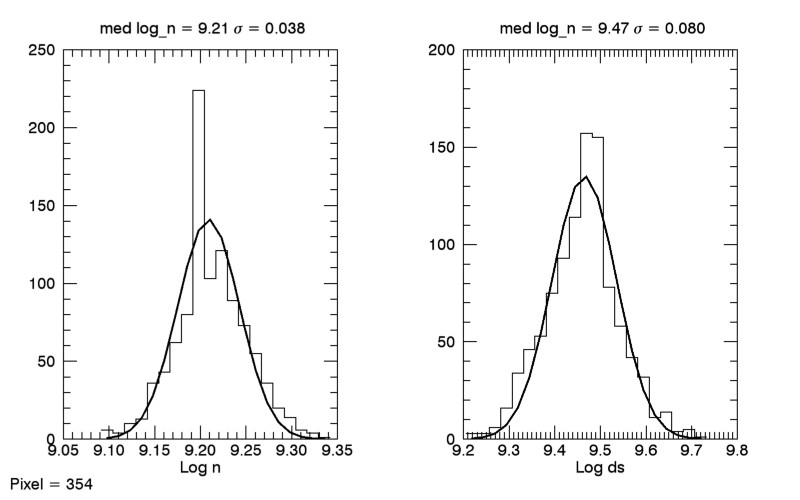 med log_n = 9.21 σ = 0.038
med log_n = 9.47 σ = 0.080
250
200
150
100
50
0
9.05 9.10 9.15 9.20 9.25 9.30 9.35
Log n
200
150
100
50
0
9.2 9.3 9.4 9.5 9.6 9.7 9.8
Log ds
Pixel = 354